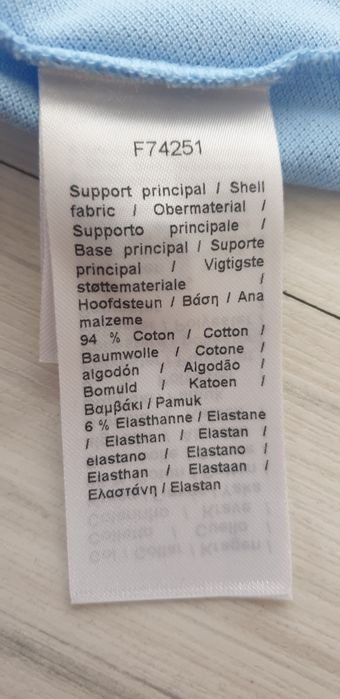 F74251
Support principal / Shell
fabric / Obermaterial /
Supporto principale /
Base principal / Suporte
principal / Vigtigste
støttemateriale /
Hoofdsteun / Βάση / Ana
malzeme
94 % Coton / Cotton /
Baumwolle / Cotone /
algodón / Algodão /
Bomuld / Katoen /
Βαμβάκι / Pamuk
6 % Elasthanne / Elastane
/ Elasthan / Elastan /
elastano / Elastano /
Elasthan / Elastaan /
Ελαστάνη / Elastan